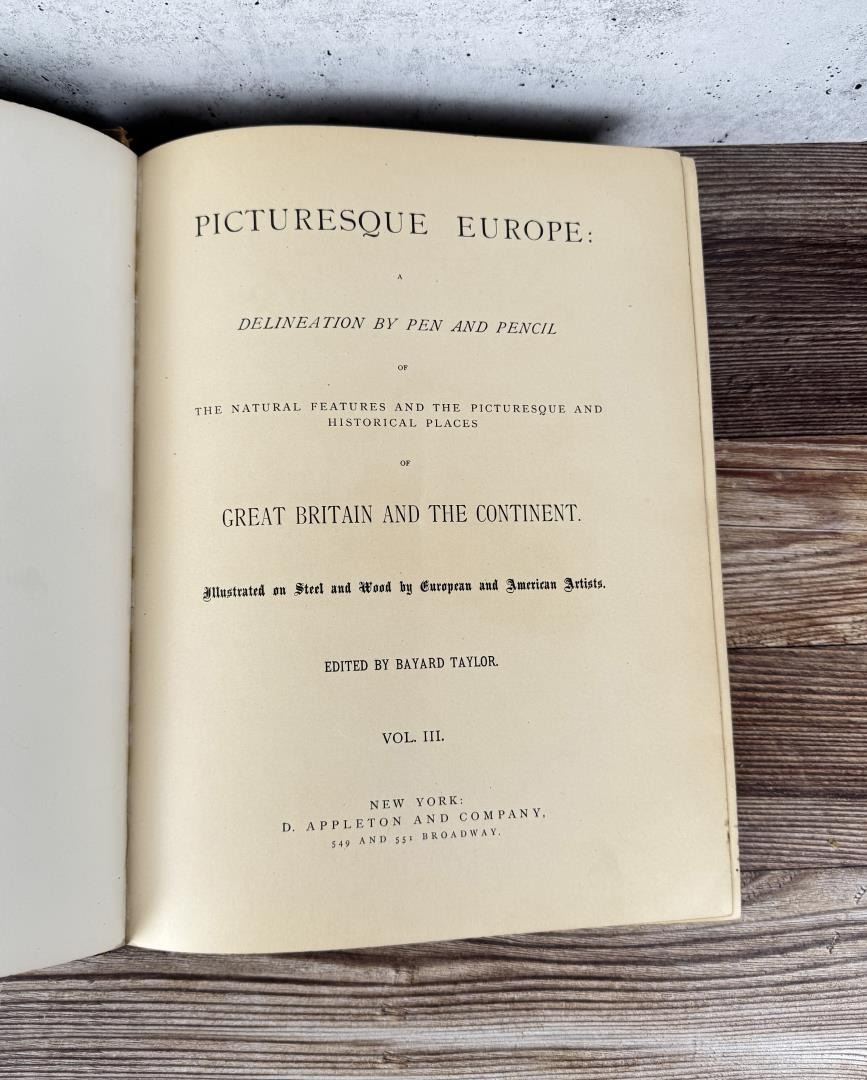 PICTURESQUE EUROPE:
A
DELINEATION BY PEN AND PENCIL
OF
THE NATURAL FEATURES AND THE PICTURESQUE AND
HISTORICAL PLACES
OF
GREAT BRITAIN AND THE CONTINENT.
Illustrated on Steel and Wood by European and American Artists.
EDITED BY BAYARD TAYLOR.
VOL. III.
NEW YORK:
D. APPLETON AND COMPANY,
549 AND 551 BROADWAY.